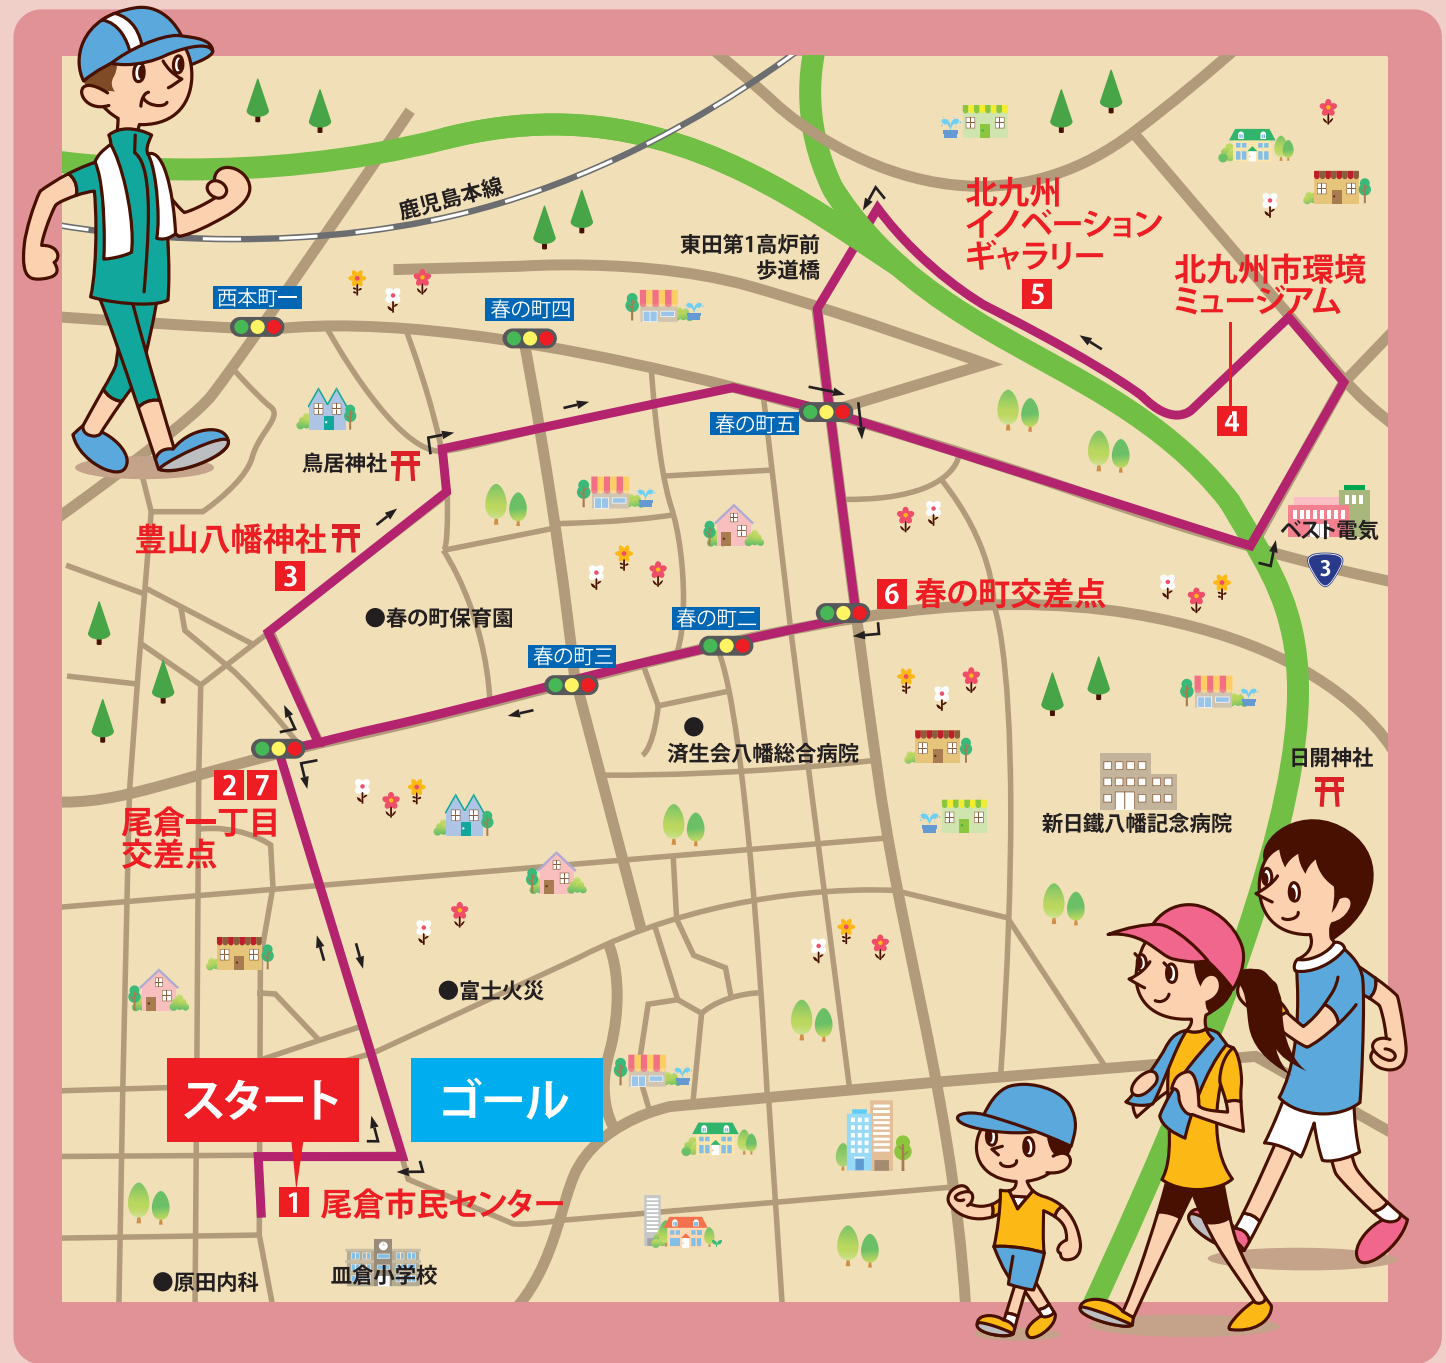 鹿児島本線
東田第1高炉前
歩道橋
北九州
イノベーション
ギャラリー
5
北九州市環境
ミュージアム
4
西本町一
春の町四
春の町五
鳥居神社
豊山八幡神社
3
ベスト電気
3
●春の町保育園
6 春の町交差点
春の町二
春の町三
済生会八幡総合病院
日開神社
2 7
尾倉一丁目
交差点
新日鐵八幡記念病院
●富士火災
スタート
ゴール
1 尾倉市民センター
●原田内科
皿倉小学校